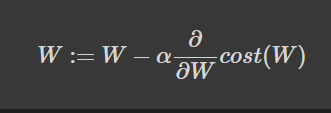 W := W − α ∂/∂W cost(W)